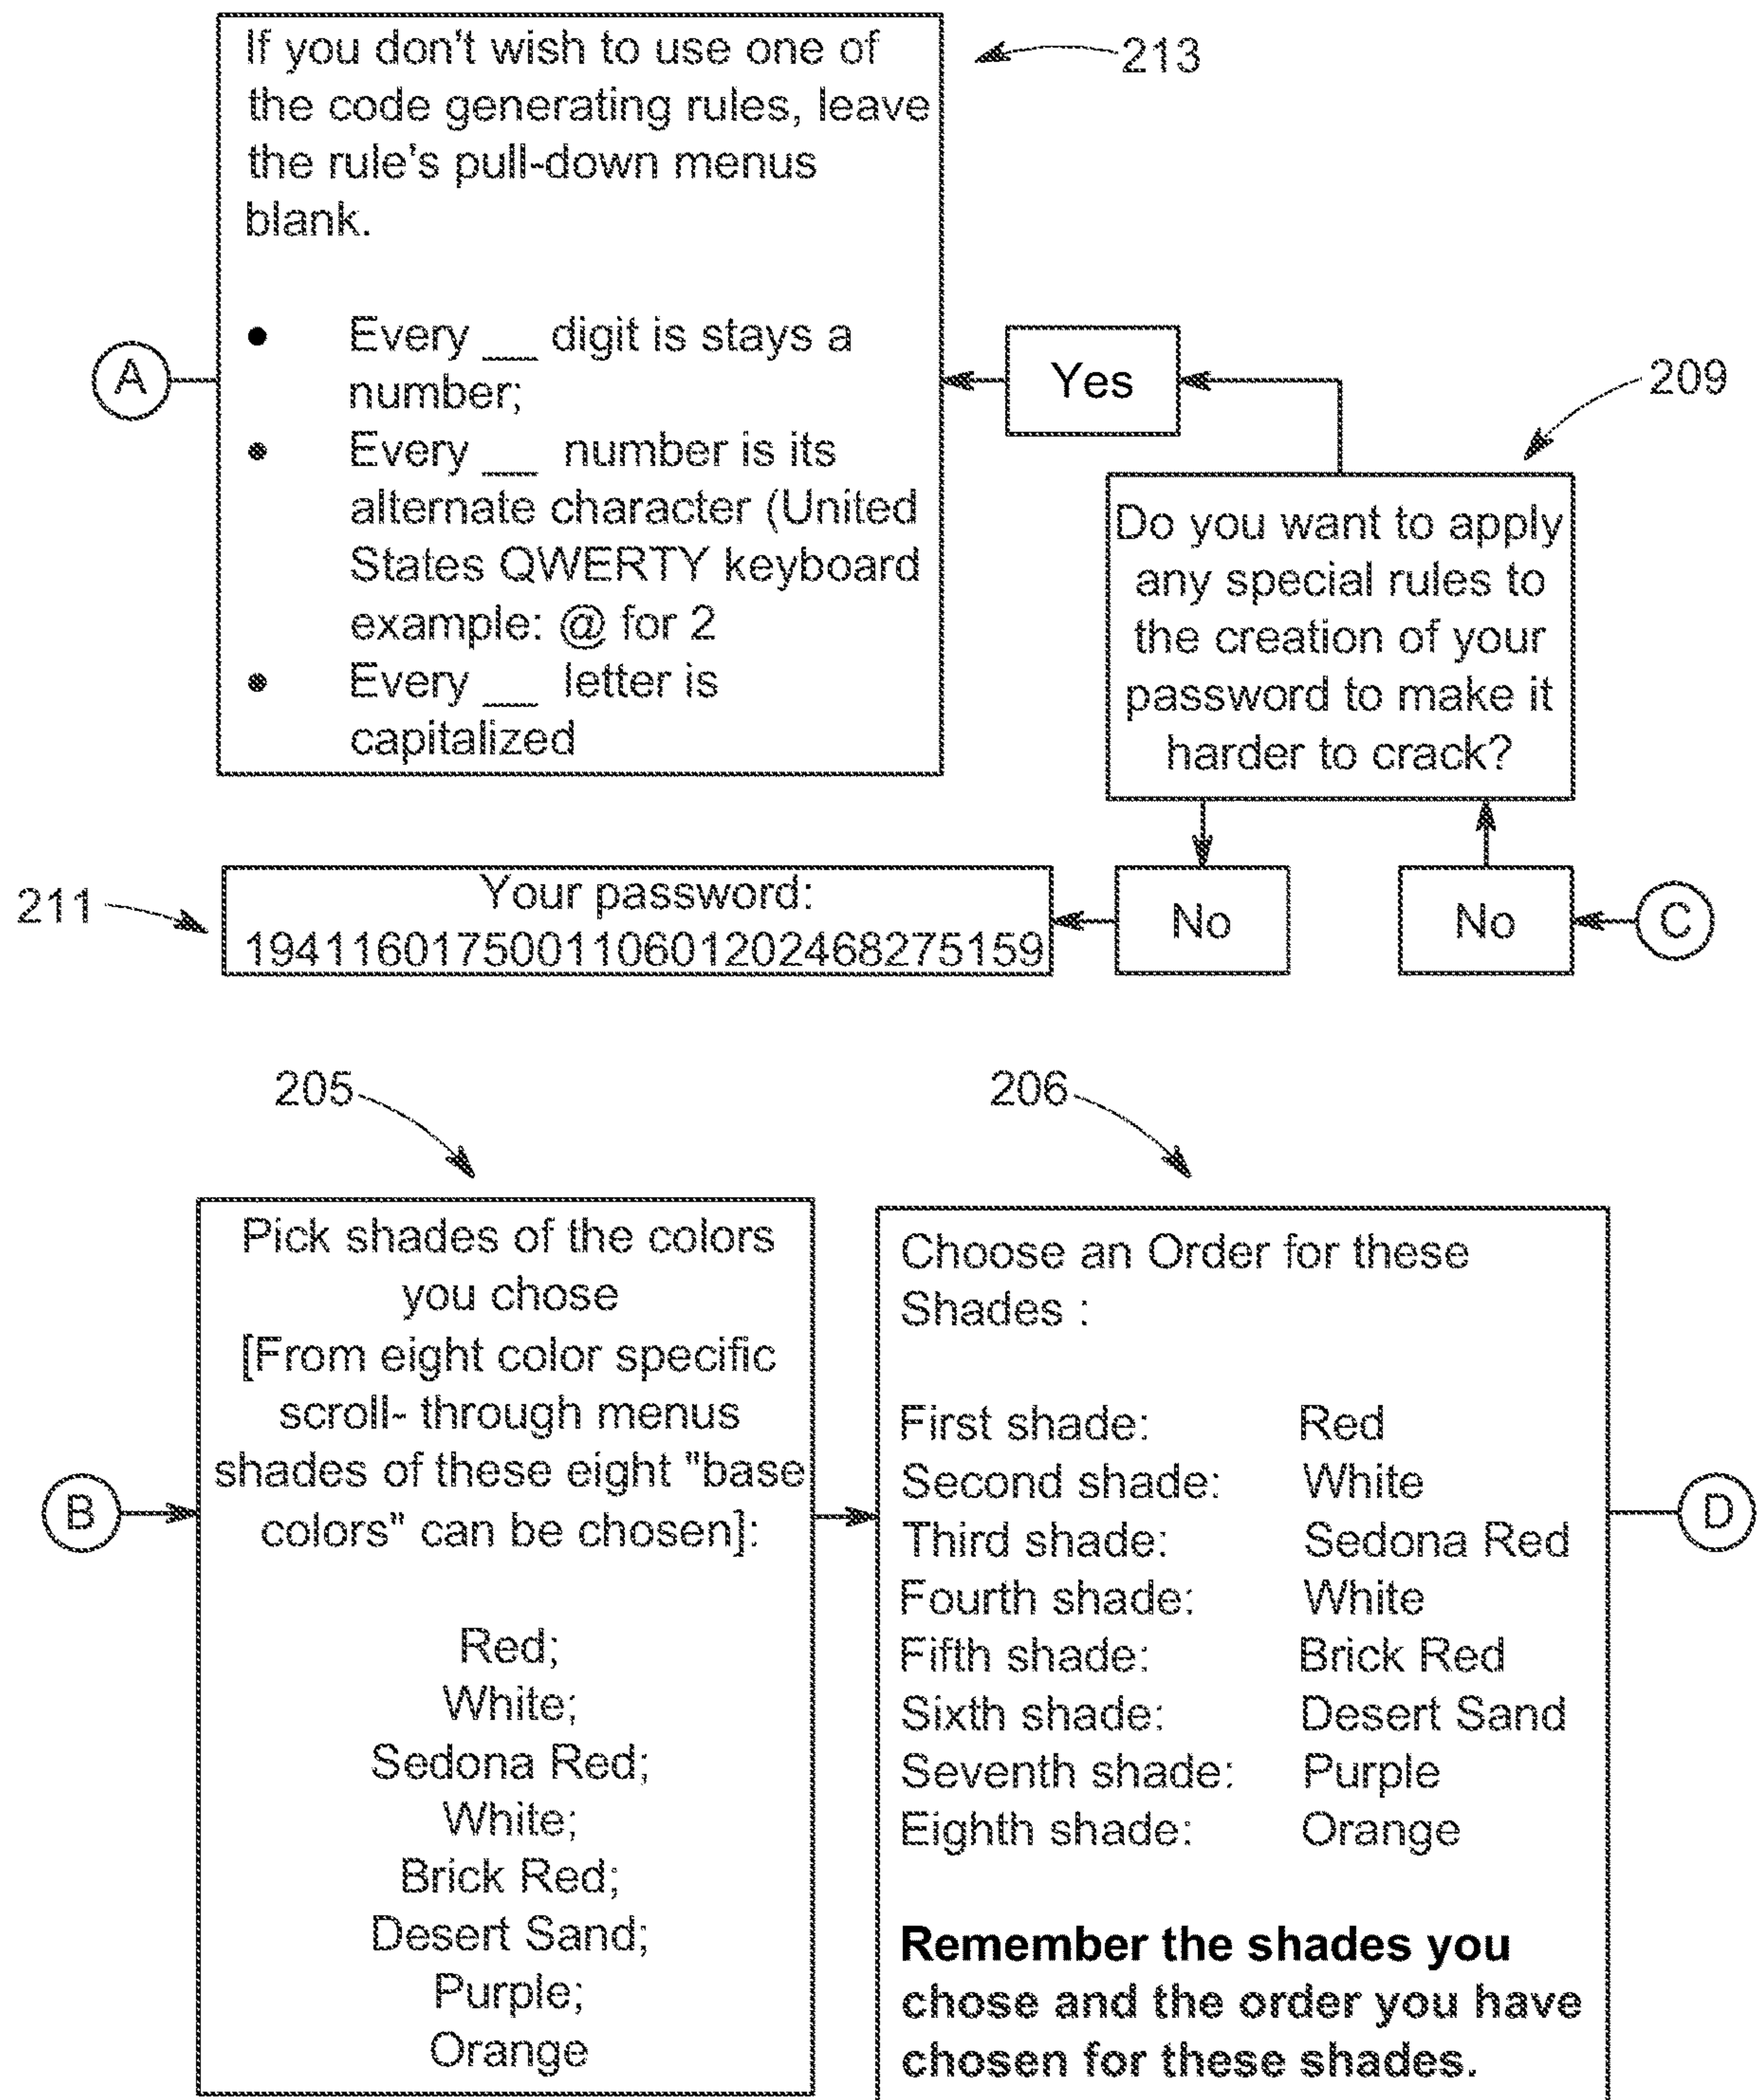 If you don't wish to use one of
the code generating rules, leave
the rule's pull-down menus
blank.
● Every __ digit is stays a
number;
● Every __ number is its
alternate character (United
States QWERTY keyboard
example: @ for 2
● Every __ letter is
capitalized
213
A
Yes
209
Do you want to apply
any special rules to
the creation of your
password to make it
harder to crack?
211
Your password:
19411601750011060120246827515​9
No
No
C
205
206
B
Pick shades of the colors
you chose
[From eight color specific
scroll- through menus
shades of these eight "base
colors" can be chosen]:
Red;
White;
Sedona Red;
White;
Brick Red;
Desert Sand;
Purple;
Orange
Choose an Order for these
Shades :
First shade: Red
Second shade: White
Third shade: Sedona Red
Fourth shade: White
Fifth shade: Brick Red
Sixth shade: Desert Sand
Seventh shade: Purple
Eighth shade: Orange
Remember the shades you
chose and the order you have
chosen for these shades.
D